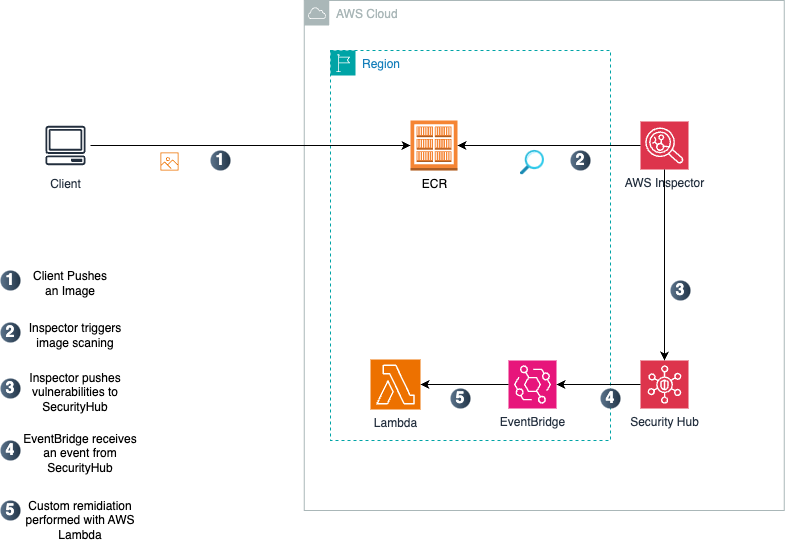 AWS Cloud
Region
1
2
Client
ECR
AWS Inspector
3
Lambda
5
EventBridge
4
Security Hub
1
Client Pushes
an Image
2
Inspector triggers
image scaning
3
Inspector pushes
vulnerabilities to
SecurityHub
4
EventBridge receives
an event from
SecurityHub
5
Custom remidiation
performed with AWS
Lambda